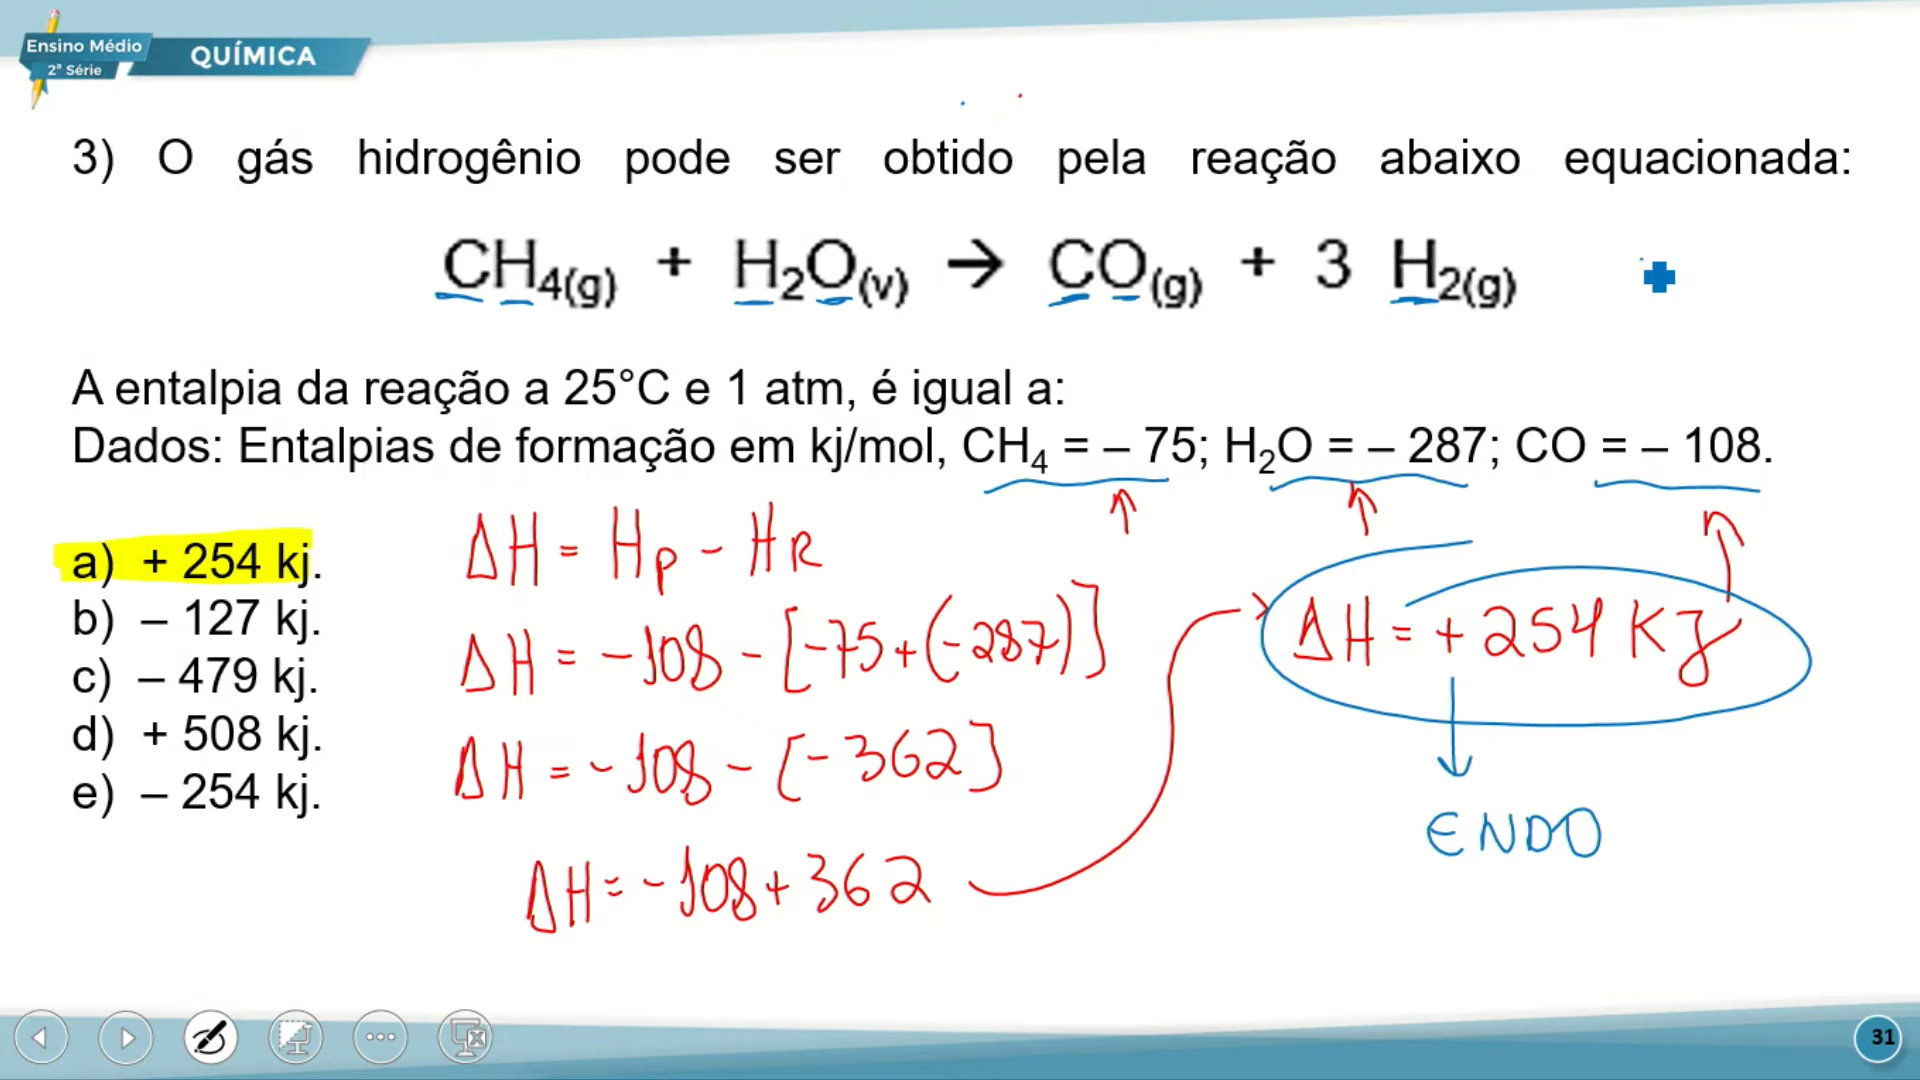 Ensino Médio
2ª Série
QUÍMICA
3) O gás hidrogênio pode ser obtido pela reação abaixo equacionada:
CH₄(g) + H₂O(v) → CO(g) + 3 H₂(g)
A entalpia da reação a 25°C e 1 atm, é igual a:
Dados: Entalpias de formação em kj/mol, CH₄ = – 75; H₂O = – 287; CO = – 108.
a) + 254 kj.
b) – 127 kj.
c) – 479 kj.
d) + 508 kj.
e) – 254 kj.
ΔH = Hp - HR
ΔH = -108 - [-75+(-287)]
ΔH = -108 - [-362]
ΔH = -108 + 362
ΔH = + 254 KJ
ENDO
31